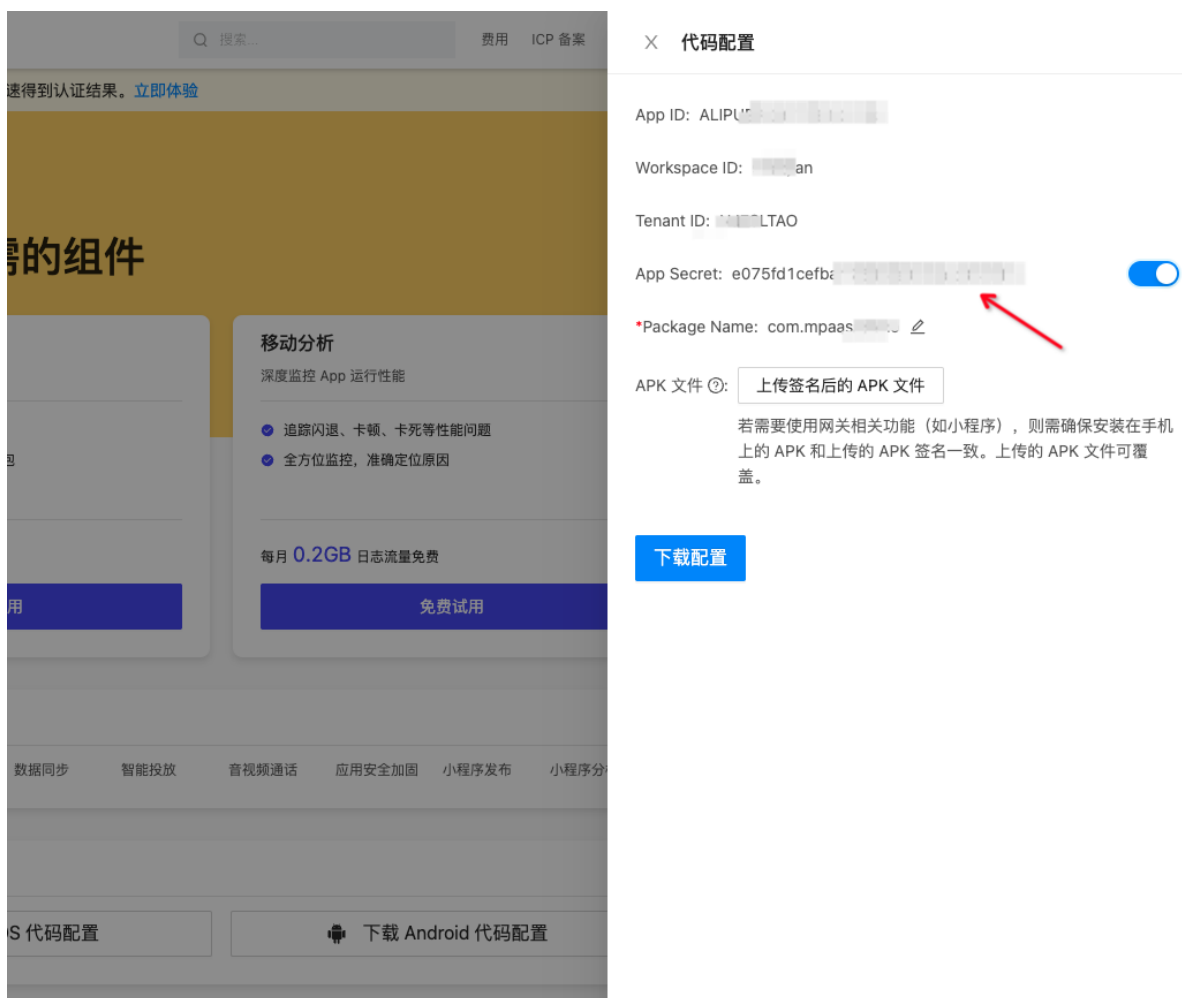 搜索...
费用
ICP 备案
速得到认证结果。立即体验
的组件
移动分析
深度监控 App 运行性能
追踪闪退、卡顿、卡死等性能问题
全方位监控，准确定位原因
每月 0.2GB 日志流量免费
用
免费试用
数据同步
智能投放
音视频通话
应用安全加固
小程序发布
小程序分
S 代码配置
下载 Android 代码配置
代码配置
App ID: ALIPU
Workspace ID: an
Tenant ID: LTAO
App Secret: e075fd1cefba
*Package Name: com.mpaas
APK 文件 ?:
上传签名后的 APK 文件
若需要使用网关相关功能（如小程序），则需确保安装在手机
上的 APK 和上传的 APK 签名一致。上传的 APK 文件可覆
盖。
下载配置